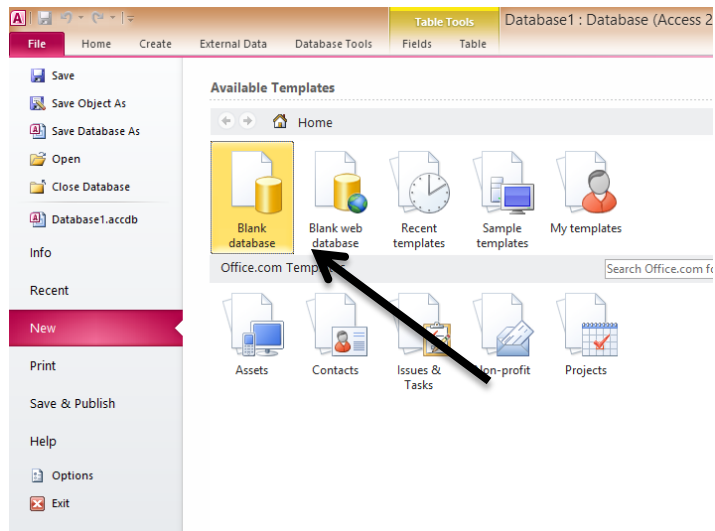 Table Tools
Database1 : Database (Access 2
File Home Create External Data Database Tools Fields Table
Save
Save Object As
Save Database As
Open
Close Database
Database1.accdb
Info
Recent
New
Print
Save & Publish
Help
Options
Exit
Available Templates
Home
Blank
database
Blank web
database
Recent
templates
Sample
templates
My templates
Office.com Templates
Search Office.com fo
Assets
Contacts
Issues &
Tasks
Non-profit
Projects